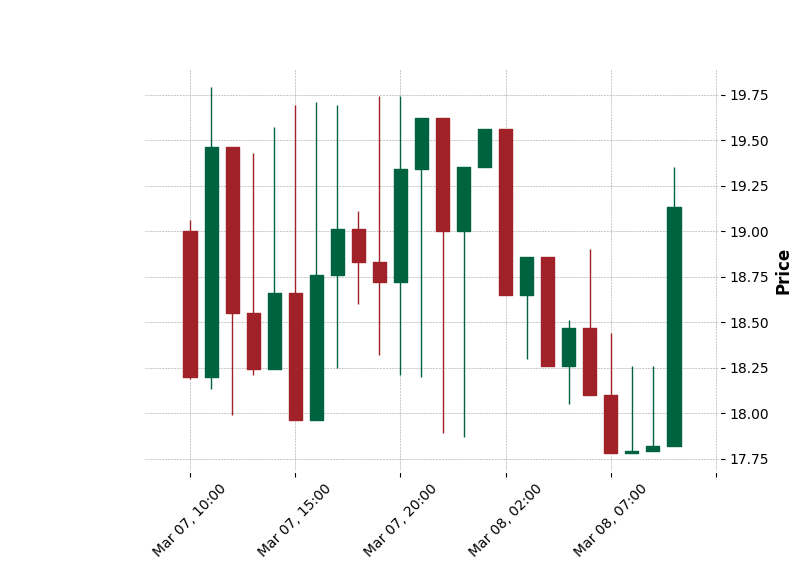 19.75
19.50
19.25
19.00
18.75
18.50
18.25
18.00
17.75
Price
Mar 07, 10:00
Mar 07, 15:00
Mar 07, 20:00
Mar 08, 02:00
Mar 08, 07:00